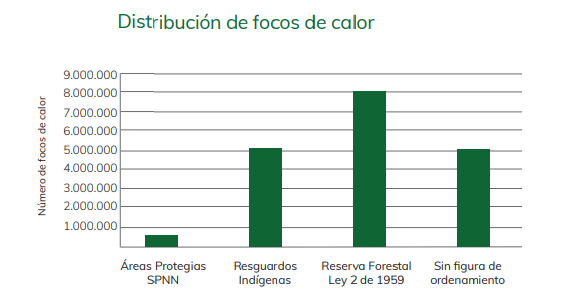 Distribución de focos de calor
Número de focos de calor
9.000.000
8.000.000
7.000.000
6.000.000
5.000.000
4.000.000
3.000.000
2.000.000
1.000.000
Áreas Protegias
SPNN
Resguardos
Indígenas
Reserva Forestal
Ley 2 de 1959
Sin figura de
ordenamiento